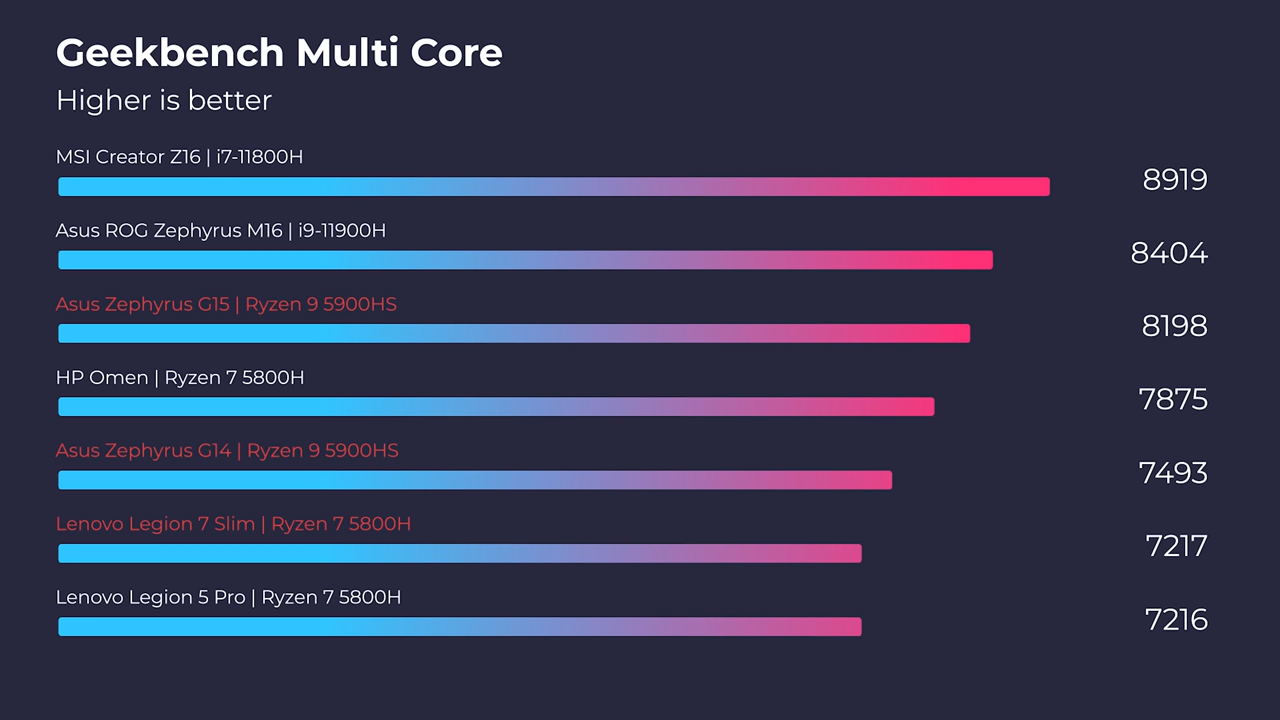 Geekbench Multi Core
Higher is better
MSI Creator Z16 | i7-11800H
8919
Asus ROG Zephyrus M16 | i9-11900H
8404
Asus Zephyrus G15 | Ryzen 9 5900HS
8198
HP Omen | Ryzen 7 5800H
7875
Asus Zephyrus G14 | Ryzen 9 5900HS
7493
Lenovo Legion 7 Slim | Ryzen 7 5800H
7217
Lenovo Legion 5 Pro | Ryzen 7 5800H
7216